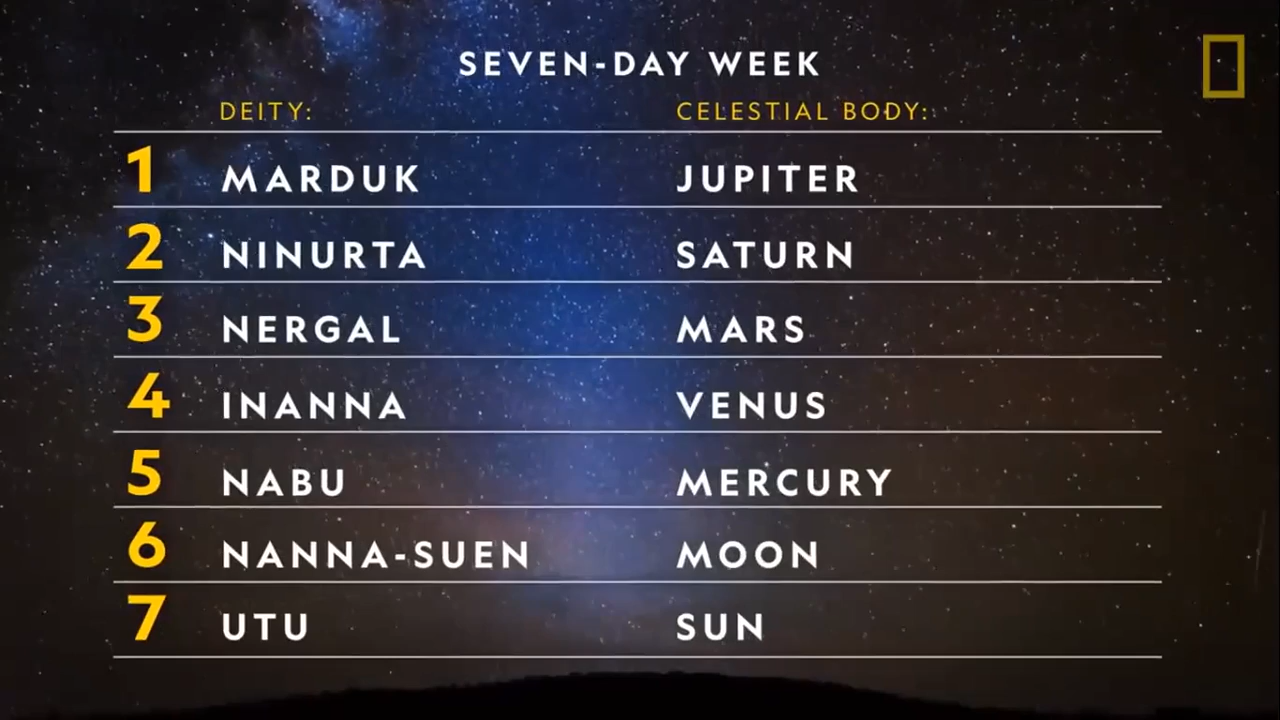 SEVEN-DAY WEEK
DEITY: CELESTIAL BODY:
1 MARDUK JUPITER
2 NINURTA SATURN
3 NERGAL MARS
4 INANNA VENUS
5 NABU MERCURY
6 NANNA-SUEN MOON
7 UTU SUN